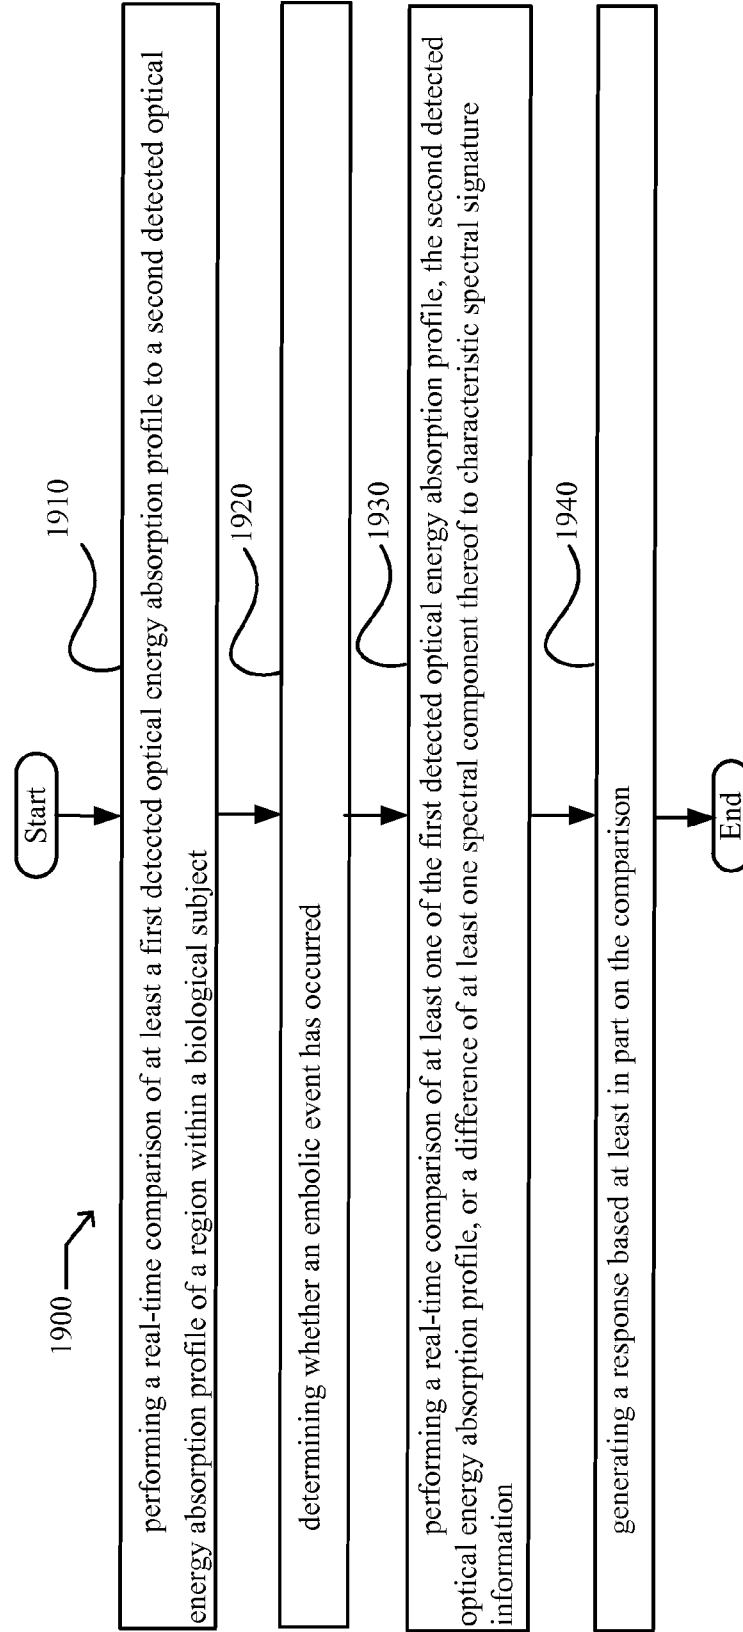 1900
Start
1910
performing a real-time comparison of at least a first detected optical energy absorption profile to a second detected optical
energy absorption profile of a region within a biological subject
1920
determining whether an embolic event has occurred
1930
performing a real-time comparison of at least one of the first detected optical energy absorption profile, the second detected
optical energy absorption profile, or a difference of at least one spectral component thereof to characteristic spectral signature
information
1940
generating a response based at least in part on the comparison
End